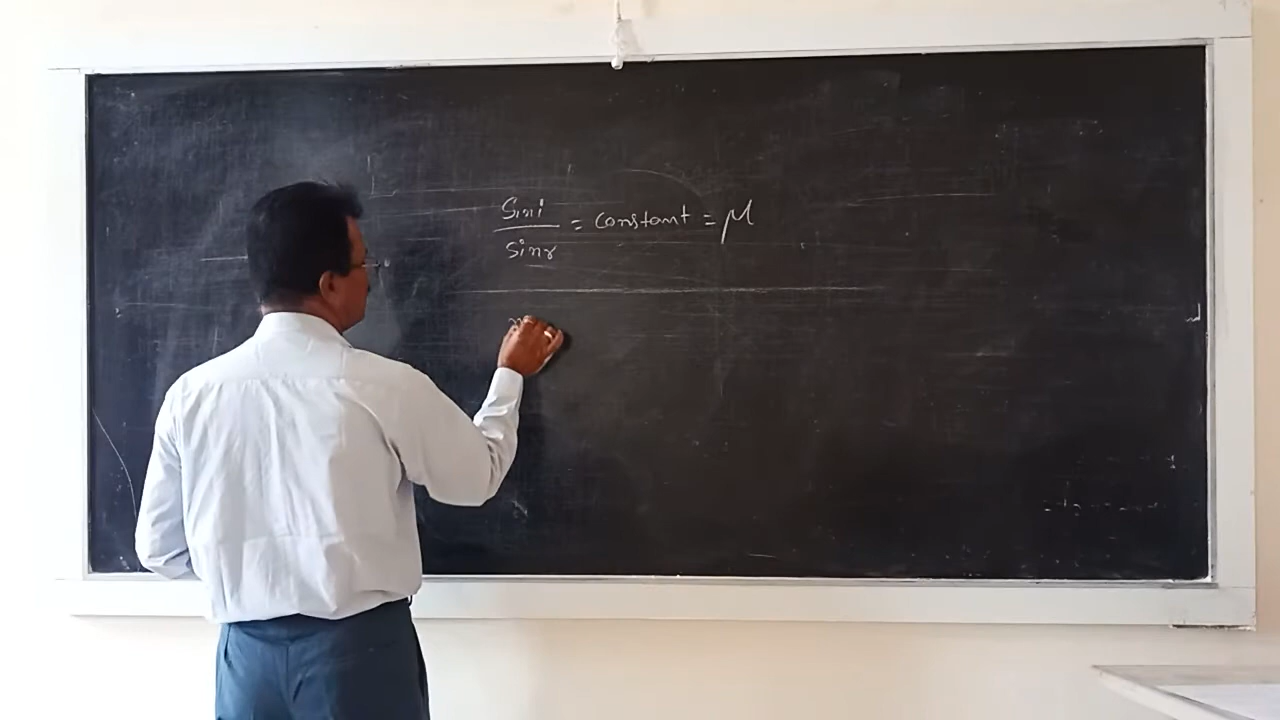 Sin i
/ sin r = constant = μ